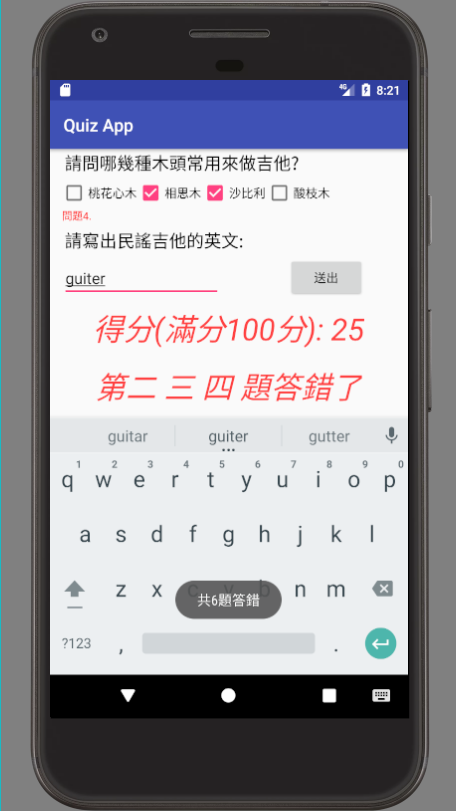 4G 8:21
Quiz App
請問哪幾種木頭常用來做吉他?
桃花心木 相思木 沙比利 酸枝木
問題4.
請寫出民謠吉他的英文:
guiter 送出
得分(滿分100分): 25
第二 三 四 題答錯了
guitar guiter gutter
1 2 3 4 5 6 7 8 9 0
q w e r t y u i o p
a s d f g h j k l
z x c v b n m
共6題答錯
?123 , .